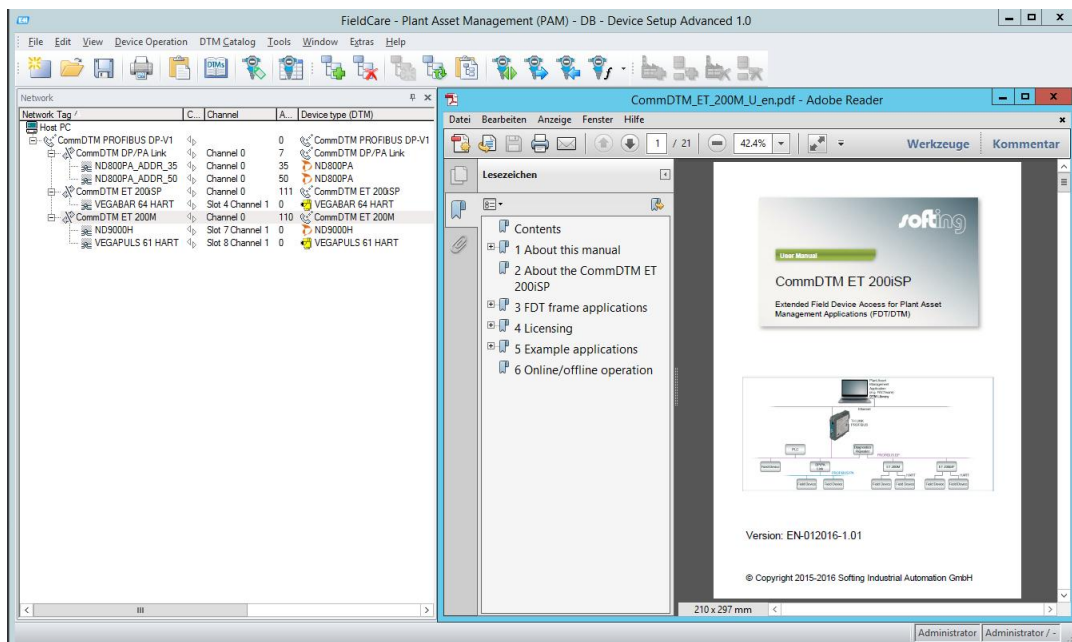 FieldCare - Plant Asset Management (PAM) - DB - Device Setup Advanced 1.0
File Edit View Device Operation DTM Catalog Tools Window Extras Help
DTMs
Network
Network Tag / C... Channel A... Device type (DTM)
Host PC
CommDTM PROFIBUS DP-V1 0 CommDTM PROFIBUS DP-V1
CommDTM DP/PA Link Channel 0 7 CommDTM DP/PA Link
ND800PA_ADDR_35 Channel 0 35 ND800PA
ND800PA_ADDR_50 Channel 0 50 ND800PA
CommDTM ET 200iSP Channel 0 111 CommDTM ET 200iSP
VEGABAR 64 HART Slot 4 Channel 1 0 VEGABAR 64 HART
CommDTM ET 200M Channel 0 110 CommDTM ET 200M
ND9000H Slot 7 Channel 1 0 ND9000H
VEGAPULS 61 HART Slot 8 Channel 1 0 VEGAPULS 61 HART
CommDTM_ET_200M_U_en.pdf - Adobe Reader
Datei Bearbeiten Anzeige Fenster Hilfe
1 / 21 42.4% Werkzeuge Kommentar
Lesezeichen
Contents
1 About this manual
2 About the CommDTM ET
200iSP
3 FDT frame applications
4 Licensing
5 Example applications
6 Online/offline operation
softing
User Manual
CommDTM ET 200iSP
Extended Field Device Access for Plant Asset
Management Applications (FDT/DTM)
Version: EN-012016-1.01
© Copyright 2015-2016 Softing Industrial Automation GmbH
210 x 297 mm
Administrator Administrator / -